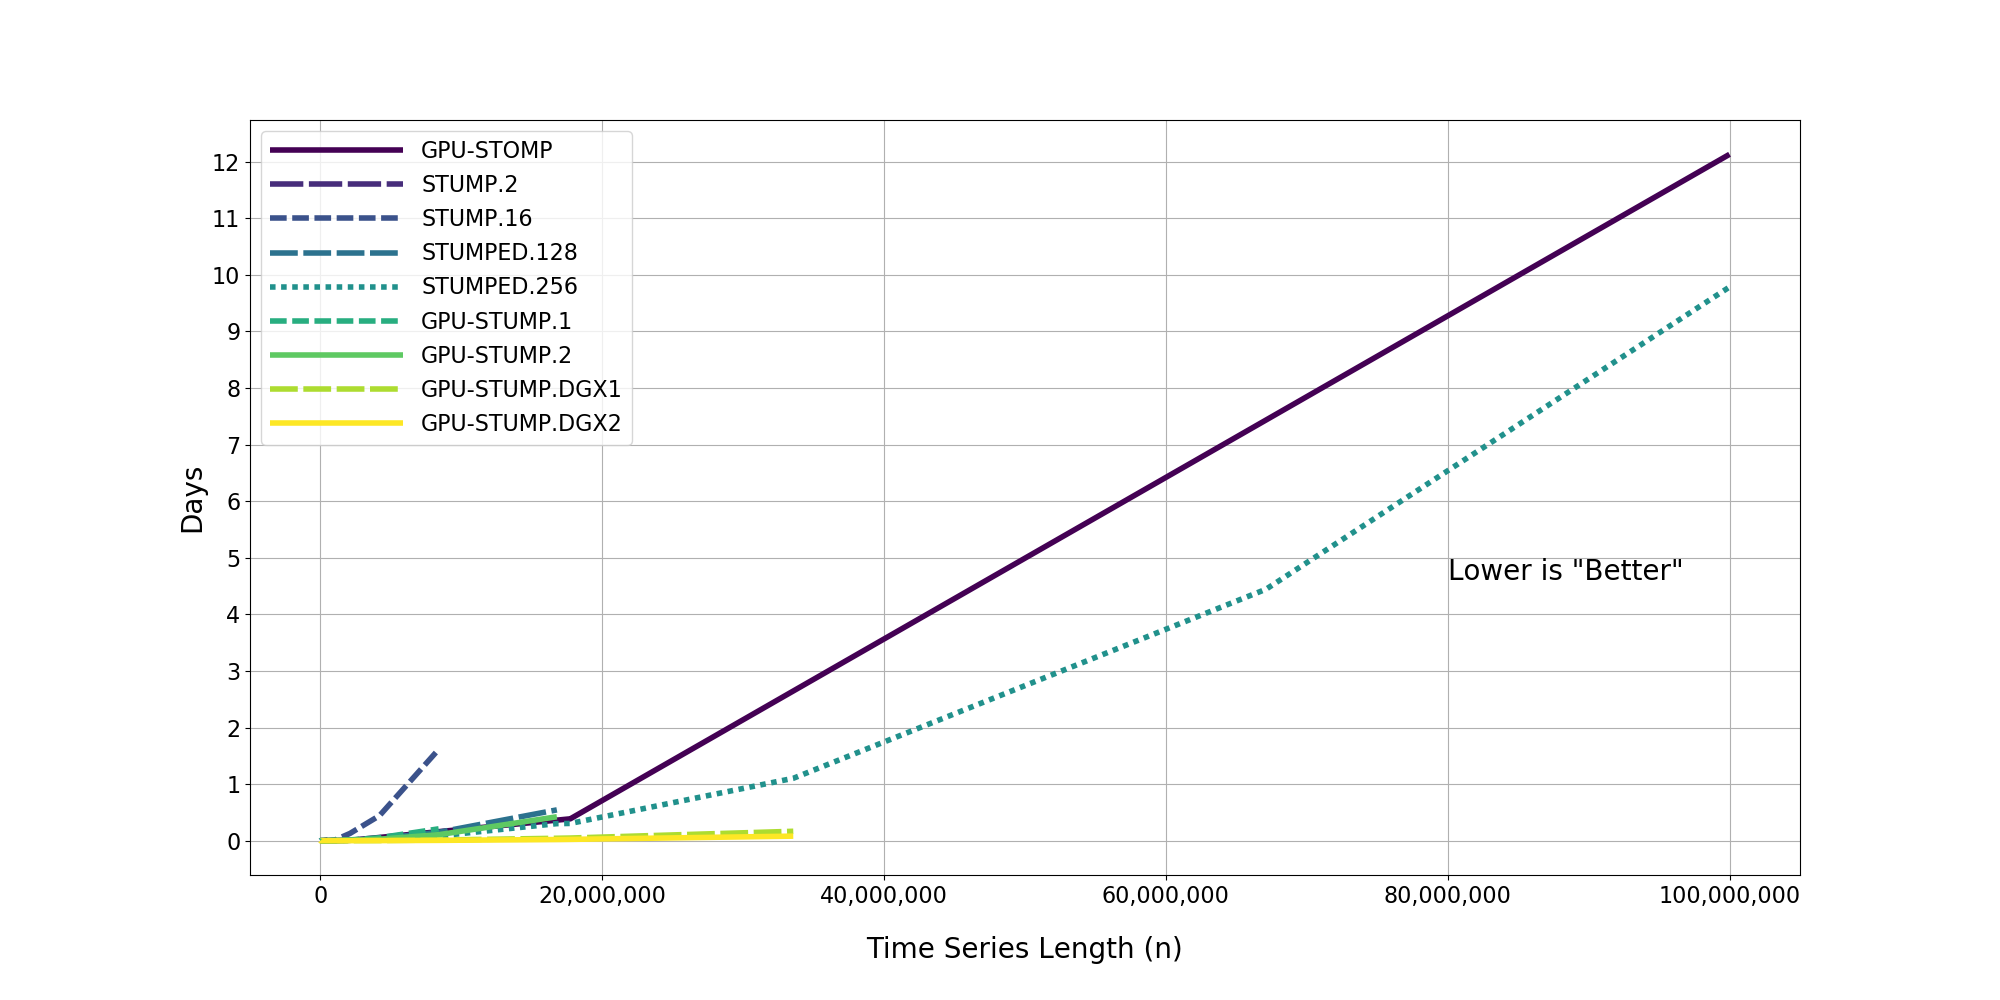 GPU-STOMP
STUMP.2
STUMP.16
STUMPED.128
STUMPED.256
GPU-STUMP.1
GPU-STUMP.2
GPU-STUMP.DGX1
GPU-STUMP.DGX2
12
11
10
9
8
7
6
5
4
3
2
1
0
Days
Lower is "Better"
0 20,000,000 40,000,000 60,000,000 80,000,000 100,000,000
Time Series Length (n)